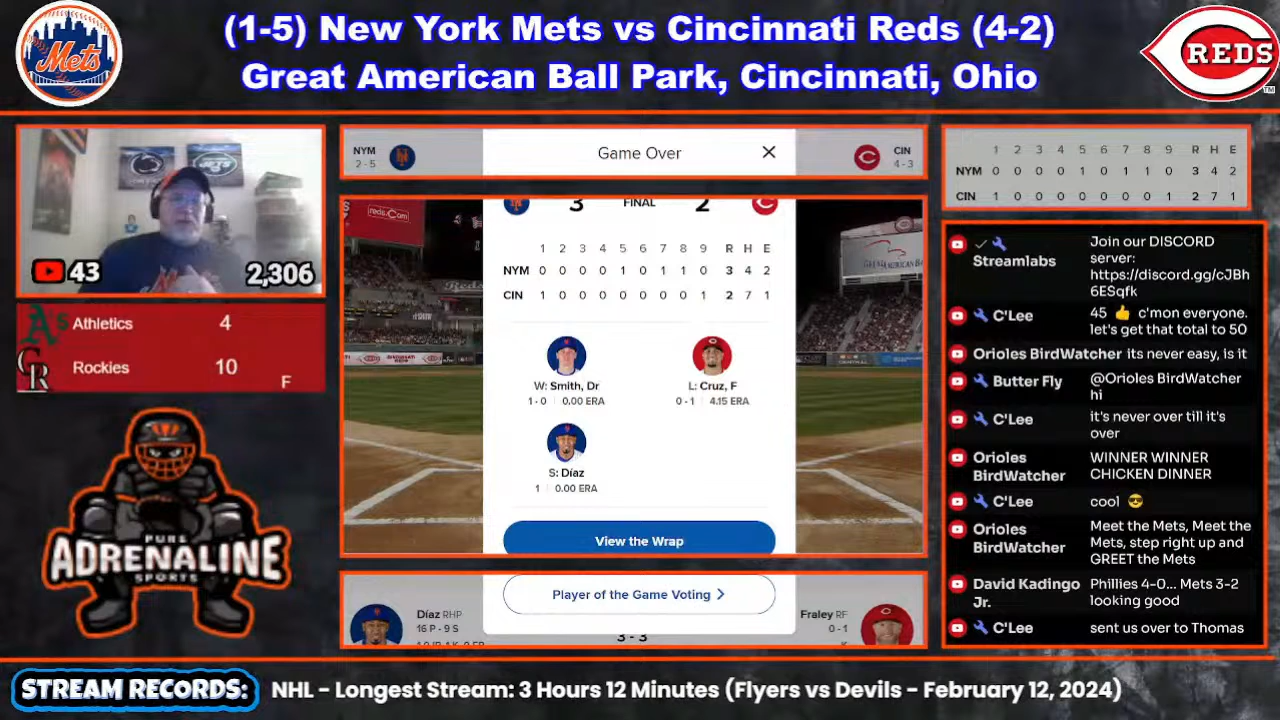 (1-5) New York Mets vs Cincinnati Reds (4-2)
Great American Ball Park, Cincinnati, Ohio
Mets
REDS
TM
JETS
43
2,306
A's Athletics 4
CR Rockies 10
F
PURE
ADRENALINE
SPORTS
NYM
2-5
Game Over
CIN
4-3
reds.com
3 FINAL 2
1 2 3 4 5 6 7 8 9 R H E
NYM 0 0 0 0 1 0 1 1 0 3 4 2
CIN 1 0 0 0 0 0 0 0 1 2 7 1
W: Smith, Dr
1-0 0.00 ERA
L: Cruz, F
0-1 4.15 ERA
S: Díaz
1 0.00 ERA
View the Wrap
Player of the Game Voting
Díaz RHP
16 P - 9 S
3 - 3
Fraley RF
0-1
K
1 2 3 4 5 6 7 8 9 R H E
NYM 0 0 0 0 1 0 1 1 0 3 4 2
CIN 1 0 0 0 0 0 0 0 1 2 7 1
Streamlabs Join our DISCORD
server:
https://discord.gg/cJBh
6ESqfk
C'Lee 45 👍 c'mon everyone.
let's get that total to 50
Orioles BirdWatcher its never easy, is it
Butter Fly @Orioles BirdWatcher
hi
C'Lee it's never over till it's
over
Orioles BirdWatcher WINNER WINNER
CHICKEN DINNER
C'Lee cool 😎
Orioles BirdWatcher Meet the Mets, Meet the
Mets, step right up and
GREET the Mets
David Kadingo Jr. Phillies 4-0... Mets 3-2
looking good
C'Lee sent us over to Thomas
STREAM RECORDS: NHL - Longest Stream: 3 Hours 12 Minutes (Flyers vs Devils - February 12, 2024)